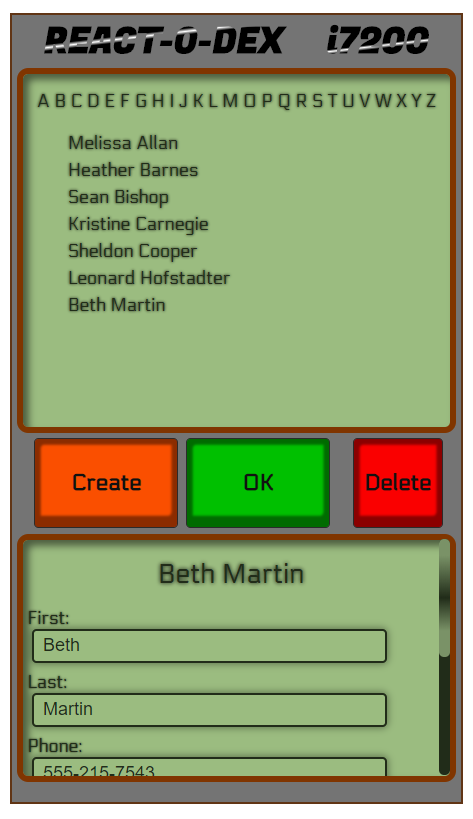 REACT-O-DEX i7200
A B C D E F G H I J K L M O P Q R S T U V W X Y Z
Melissa Allan
Heather Barnes
Sean Bishop
Kristine Carnegie
Sheldon Cooper
Leonard Hofstadter
Beth Martin
Create OK Delete
Beth Martin
First:
Beth
Last:
Martin
Phone:
555-215-7543